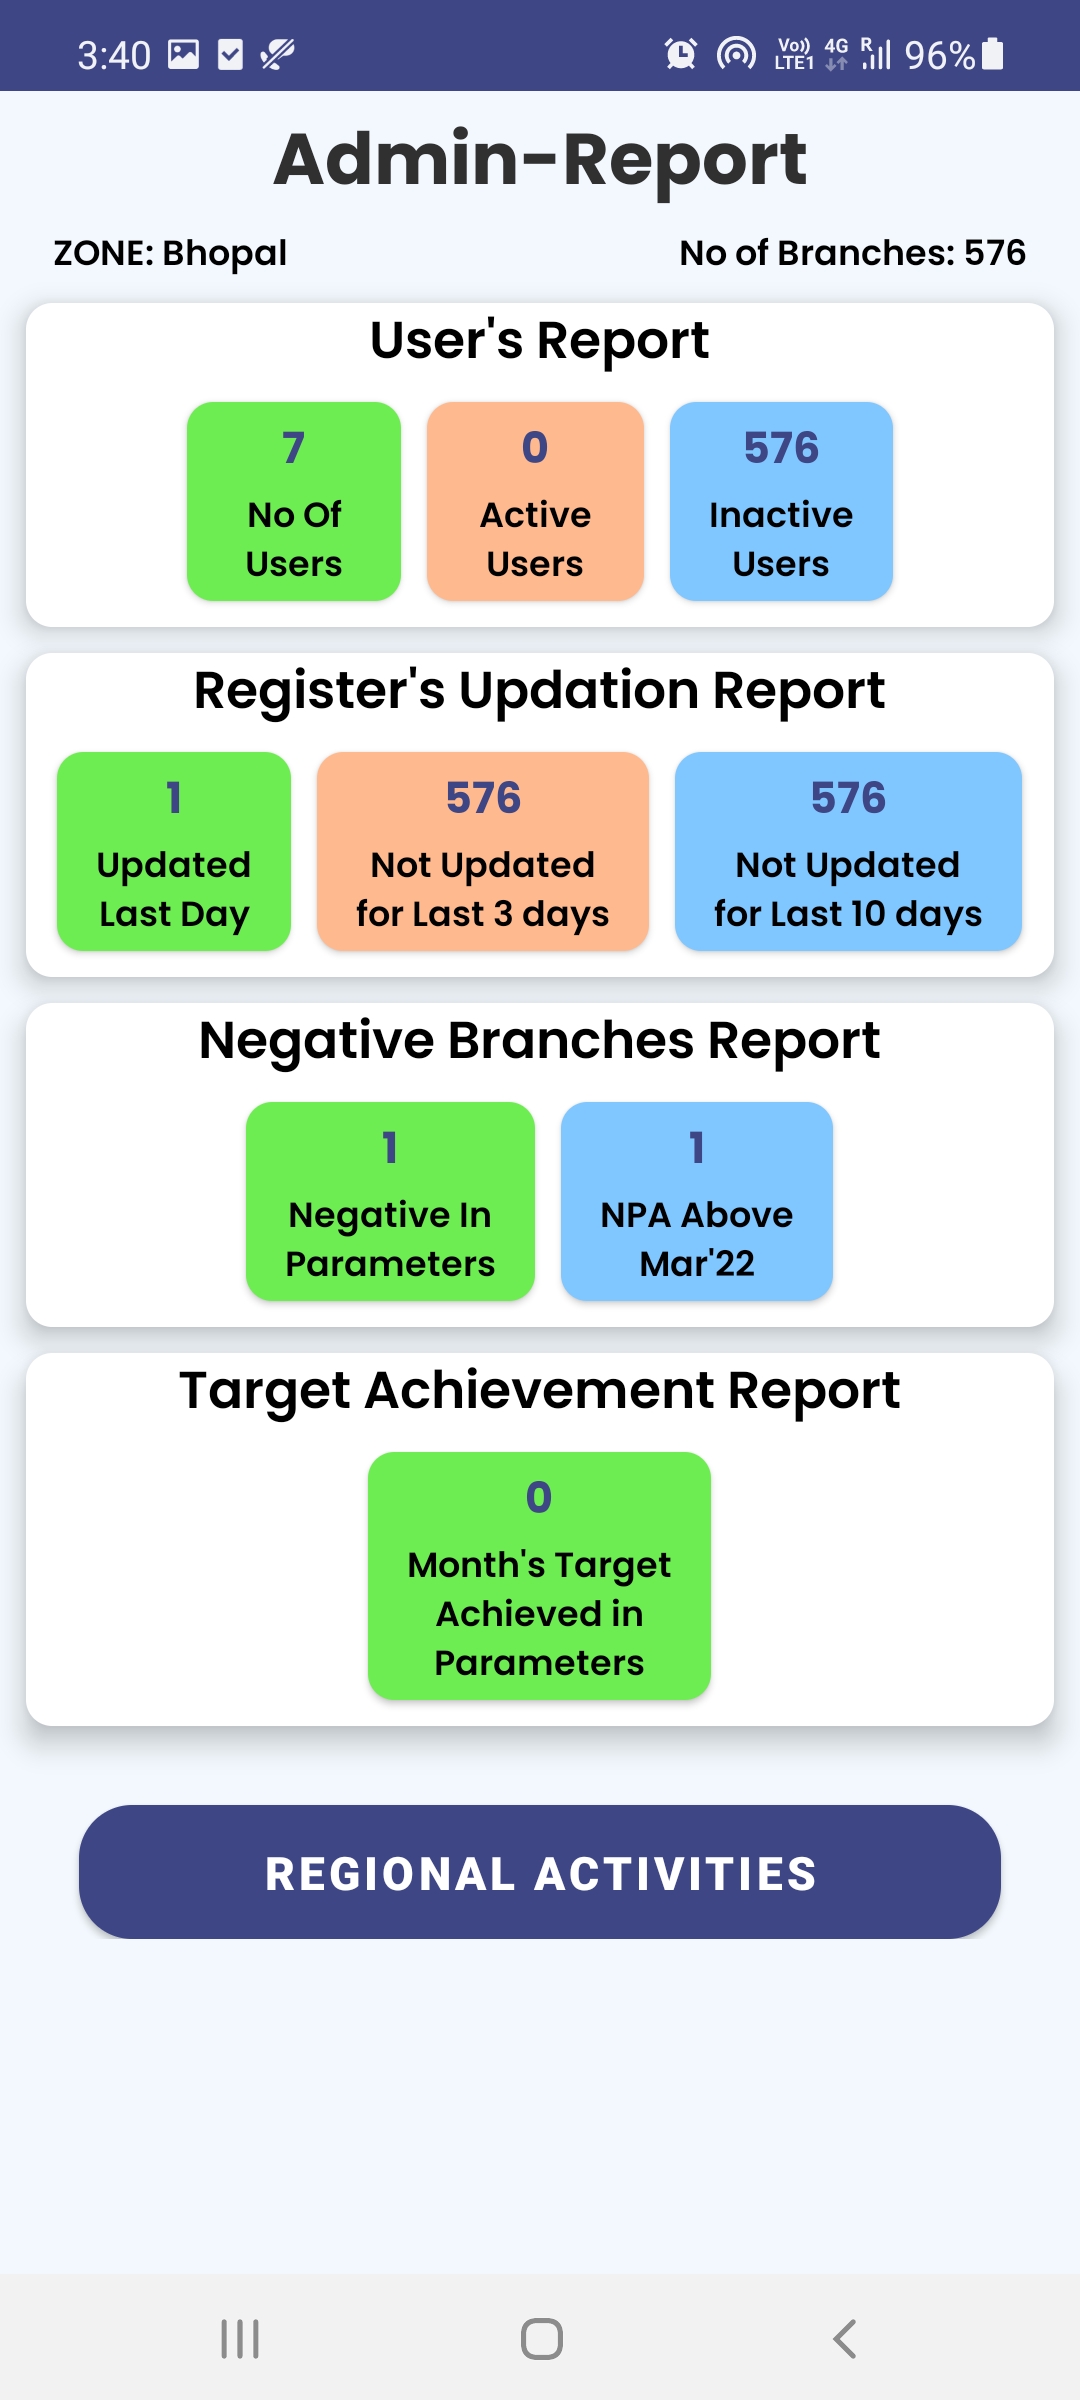 3:40 Vo)) LTE1 4G R 96%
Admin-Report
ZONE: Bhopal No of Branches: 576
User's Report
7 0 576
No Of Active Inactive
Users Users Users
Register's Updation Report
1 576 576
Updated Not Updated Not Updated
Last Day for Last 3 days for Last 10 days
Negative Branches Report
1 1
Negative In NPA Above
Parameters Mar'22
Target Achievement Report
0
Month's Target
Achieved in
Parameters
REGIONAL ACTIVITIES